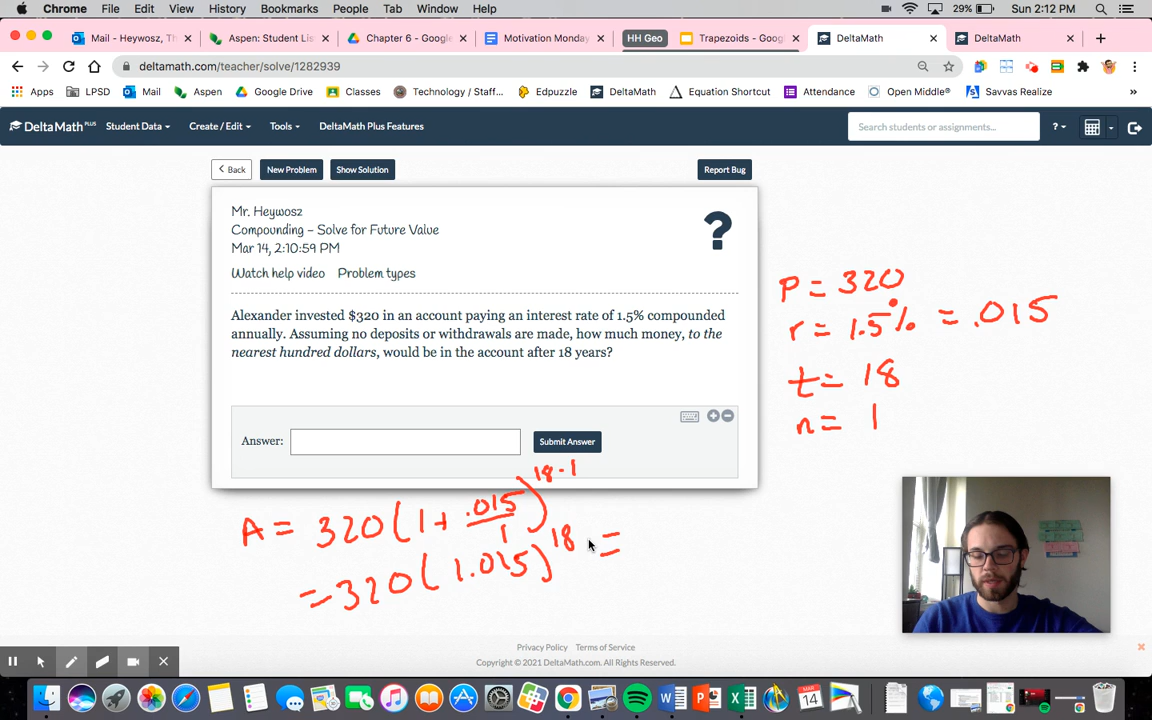 Chrome File Edit View History Bookmarks People Tab Window Help 29% Sun 2:12 PM
Mail - Heywosz, Th Aspen: Student Lis Chapter 6 - Google Motivation Monday HH Geo Trapezoids - Goog DeltaMath DeltaMath
deltamath.com/teacher/solve/1282939
Apps LPSD Mail Aspen Google Drive Classes Technology / Staff... Edpuzzle DeltaMath Equation Shortcut Attendance Open Middle® Savvas Realize »
DeltaMath PLUS Student Data Create / Edit Tools DeltaMath Plus Features Search students or assignments... ?
< Back New Problem Show Solution Report Bug
Mr. Heywosz
Compounding – Solve for Future Value
Mar 14, 2:10:59 PM
Watch help video Problem types
?
Alexander invested $320 in an account paying an interest rate of 1.5% compounded
annually. Assuming no deposits or withdrawals are made, how much money, to the
nearest hundred dollars, would be in the account after 18 years?
Answer: Submit Answer
P = 320
r = 1.5% = .015
t = 18
n = 1
A = 320(1+ .015/1)^18·1
= 320(1.015)^18 =
Privacy Policy Terms of Service
Copyright © 2021 DeltaMath.com. All Rights Reserved.
MAR 14